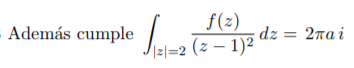 Además cumple ∫_{|z|=2} f(z)/(z − 1)² dz = 2πa i